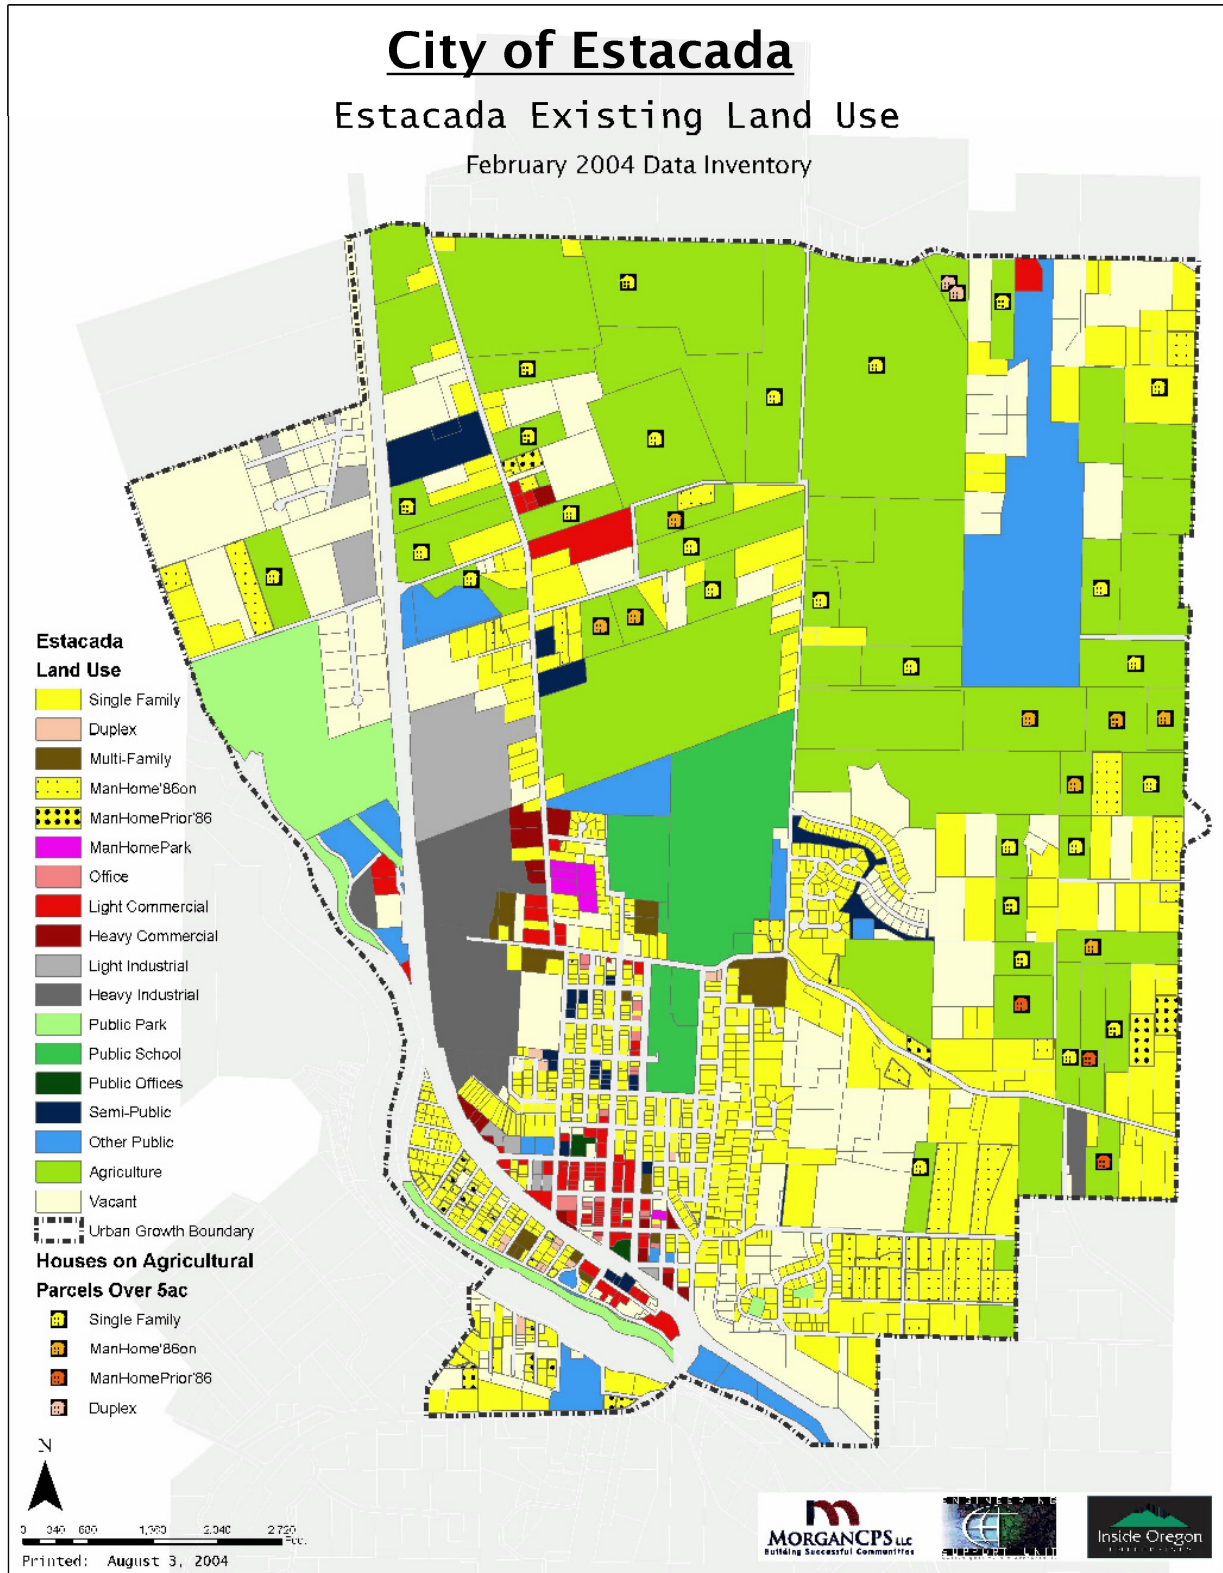 City of Estacada
Estacada Existing Land Use
February 2004 Data Inventory
Estacada
Land Use
Single Family
Duplex
Multi-Family
ManHome'86on
ManHomePrior'86
ManHomePark
Office
Light Commercial
Heavy Commercial
Light Industrial
Heavy Industrial
Public Park
Public School
Public Offices
Semi-Public
Other Public
Agriculture
Vacant
Urban Growth Boundary
Houses on Agricultural
Parcels Over 5ac
Single Family
ManHome'86on
ManHomePrior'86
Duplex
N
0 340 680 1,360 2,040 2,720
Feet
Printed: August 3, 2004
MORGANCPS LLC
Building Successful Communities
ENGINEERING
SUPPORT UNIT
Inside Oregon